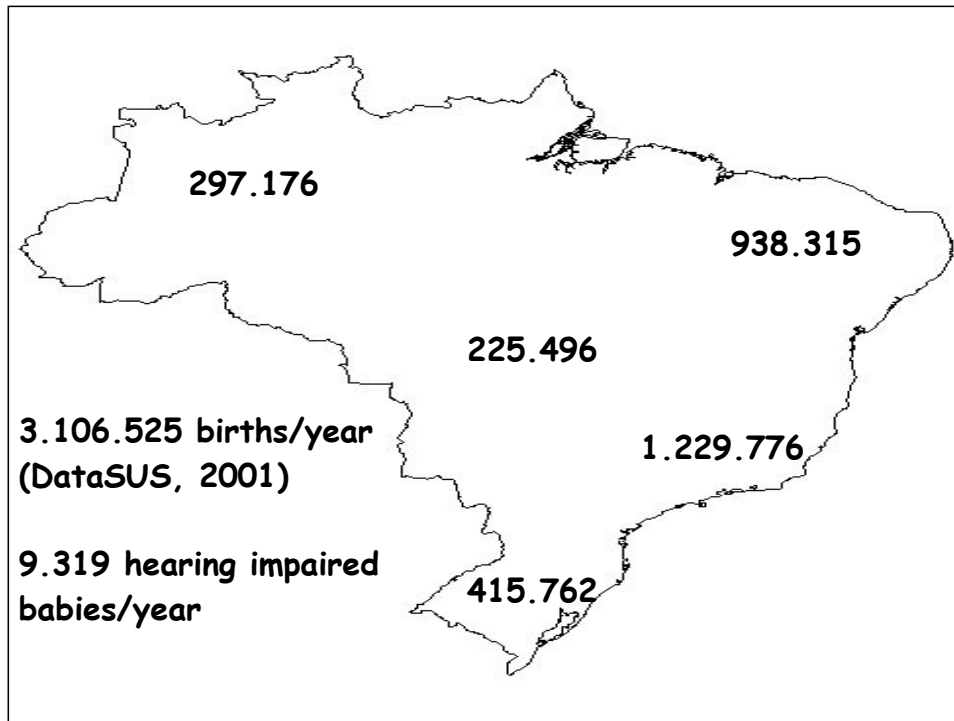 297.176
938.315
225.496
3.106.525 births/year
(DataSUS, 2001)
1.229.776
9.319 hearing impaired
babies/year
415.762